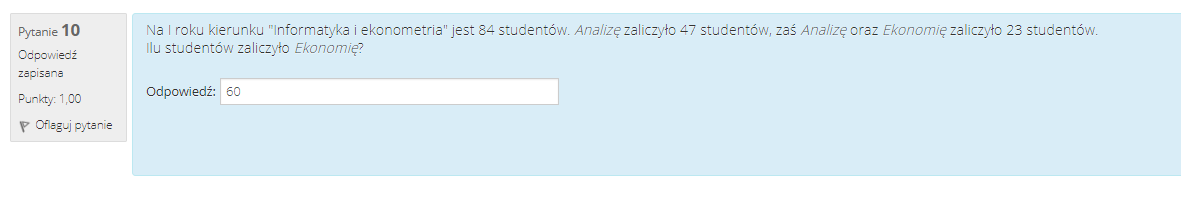 Pytanie 10
Odpowiedź
zapisana
Punkty: 1,00
Oflaguj pytanie
Na I roku kierunku "Informatyka i ekonometria" jest 84 studentów. Analizę zaliczyło 47 studentów, zaś Analizę oraz Ekonomię zaliczyło 23 studentów.
Ilu studentów zaliczyło Ekonomię?
Odpowiedź: 60